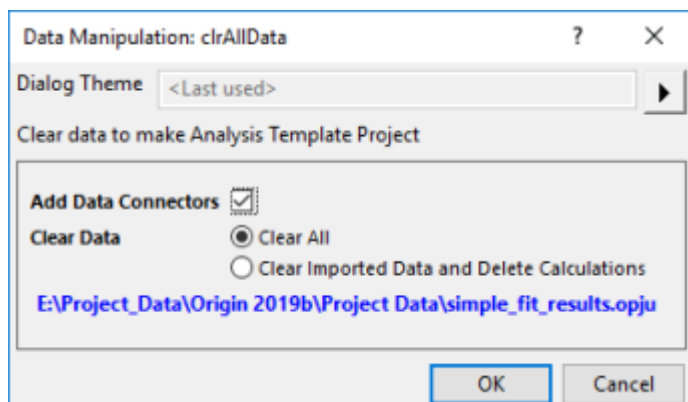 Data Manipulation: clrAllData ?
Dialog Theme <Last used>
Clear data to make Analysis Template Project
Add Data Connectors
Clear Data Clear All
Clear Imported Data and Delete Calculations
E:\Project_Data\Origin 2019b\Project Data\simple_fit_results.opju
OK Cancel